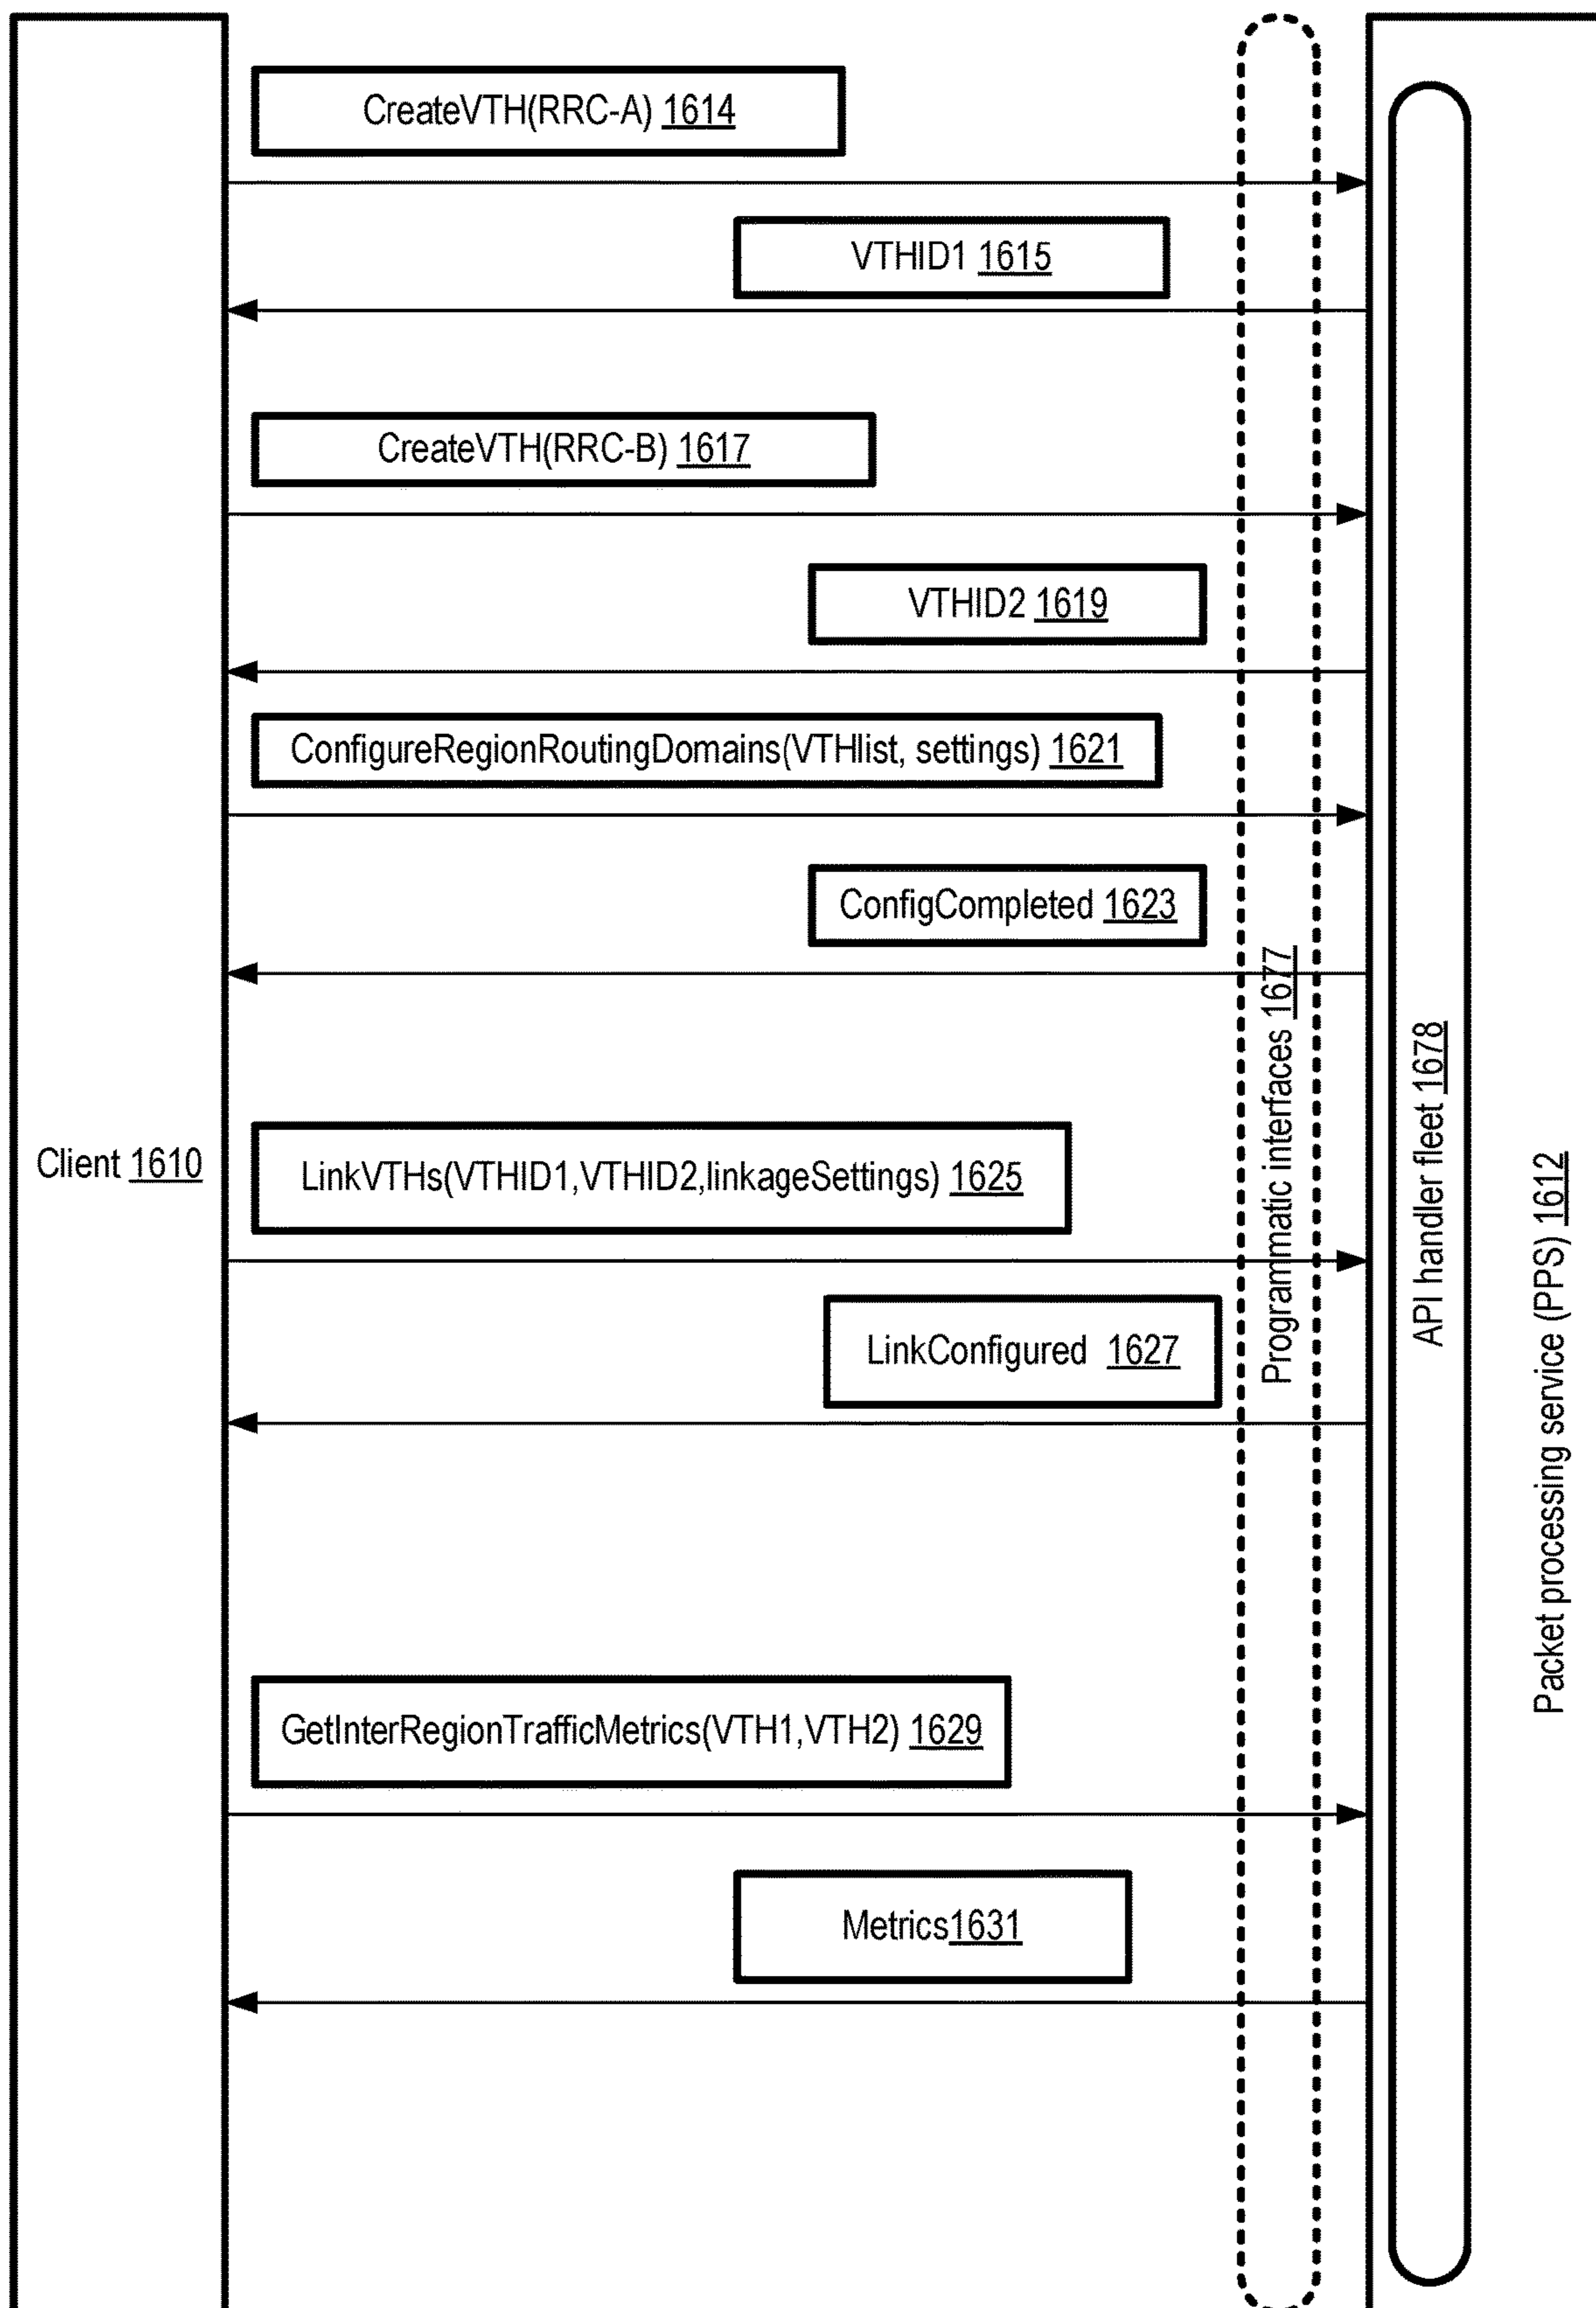 CreateVTH(RRC-A) 1614
VTHID1 1615
CreateVTH(RRC-B) 1617
VTHID2 1619
ConfigureRegionRoutingDomains(VTHlist, settings) 1621
ConfigCompleted 1623
Client 1610
LinkVTHs(VTHID1,VTHID2,linkageSettings) 1625
LinkConfigured 1627
GetInterRegionTrafficMetrics(VTH1,VTH2) 1629
Metrics1631
Programmatic interfaces 1677
API handler fleet 1678
Packet processing service (PPS) 1612